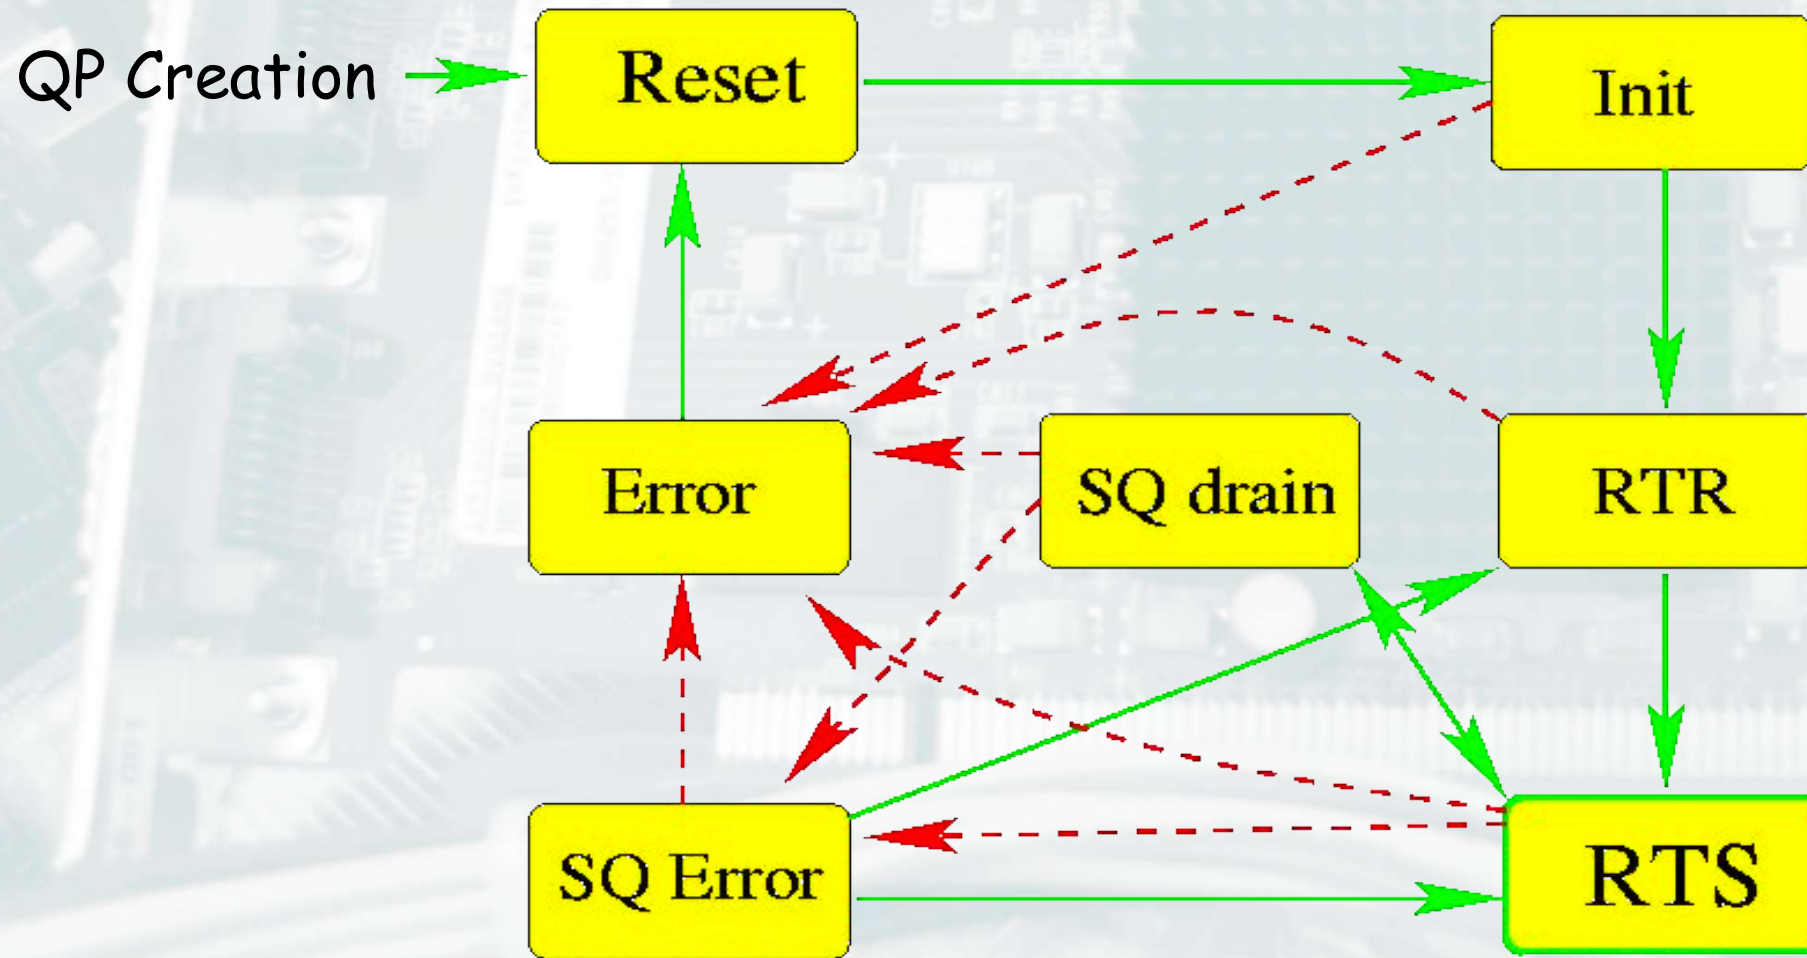 QP Creation
Reset
Init
Error
SQ drain
RTR
SQ Error
RTS